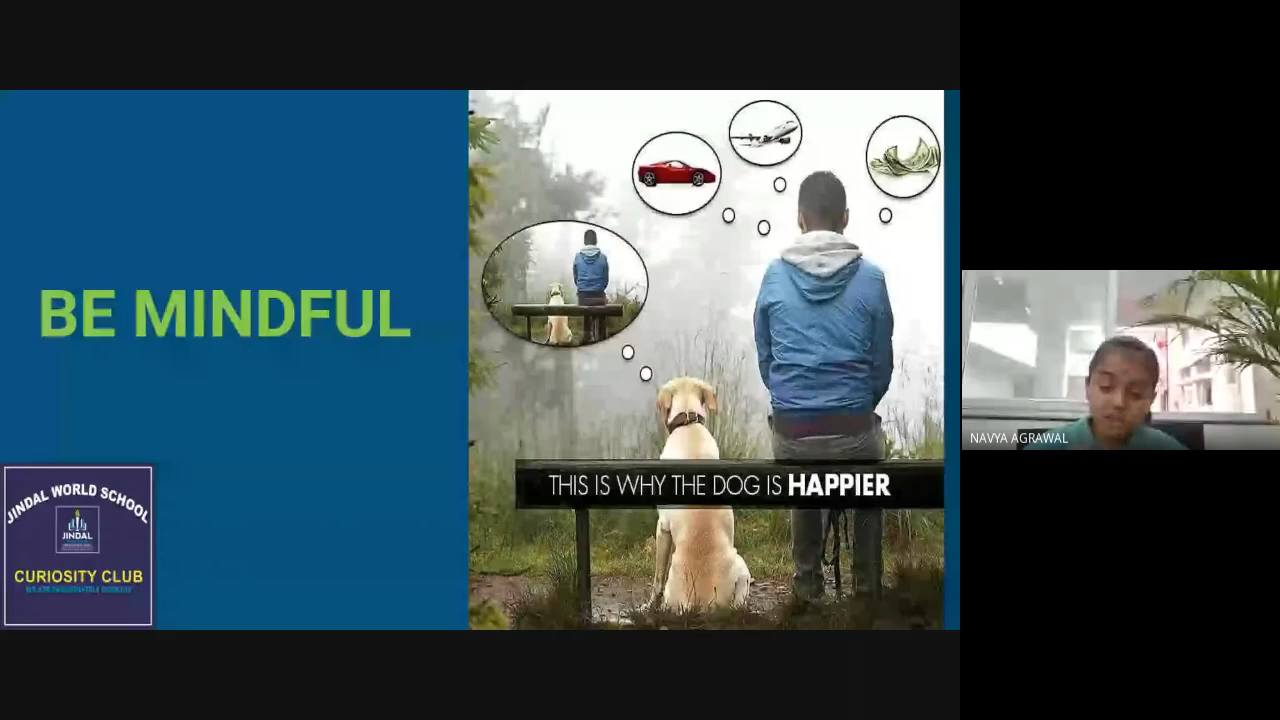 BE MINDFUL
THIS IS WHY THE DOG IS HAPPIER
JINDAL WORLD SCHOOL
JINDAL
CURIOSITY CLUB
NAVYA AGRAWAL